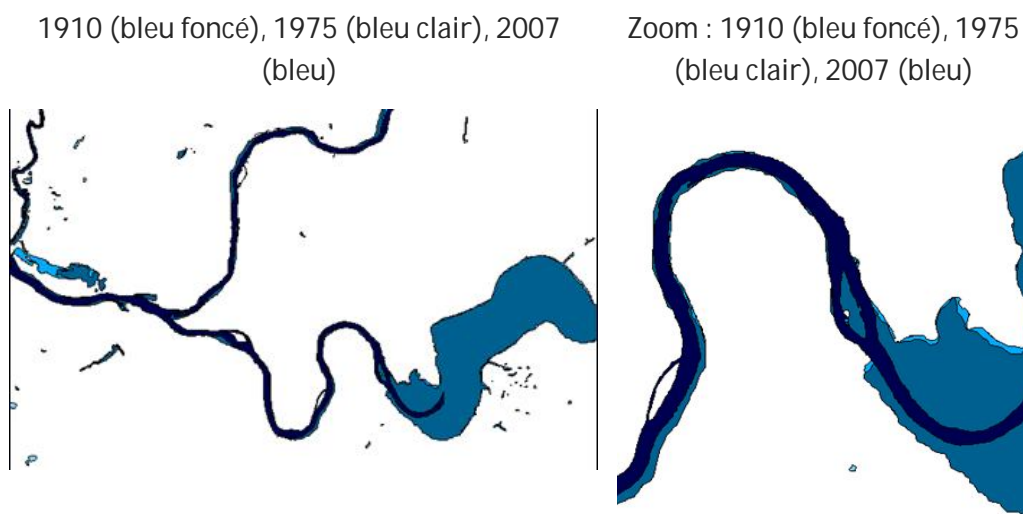 1910 (bleu foncé), 1975 (bleu clair), 2007
(bleu)
Zoom : 1910 (bleu foncé), 1975
(bleu clair), 2007 (bleu)